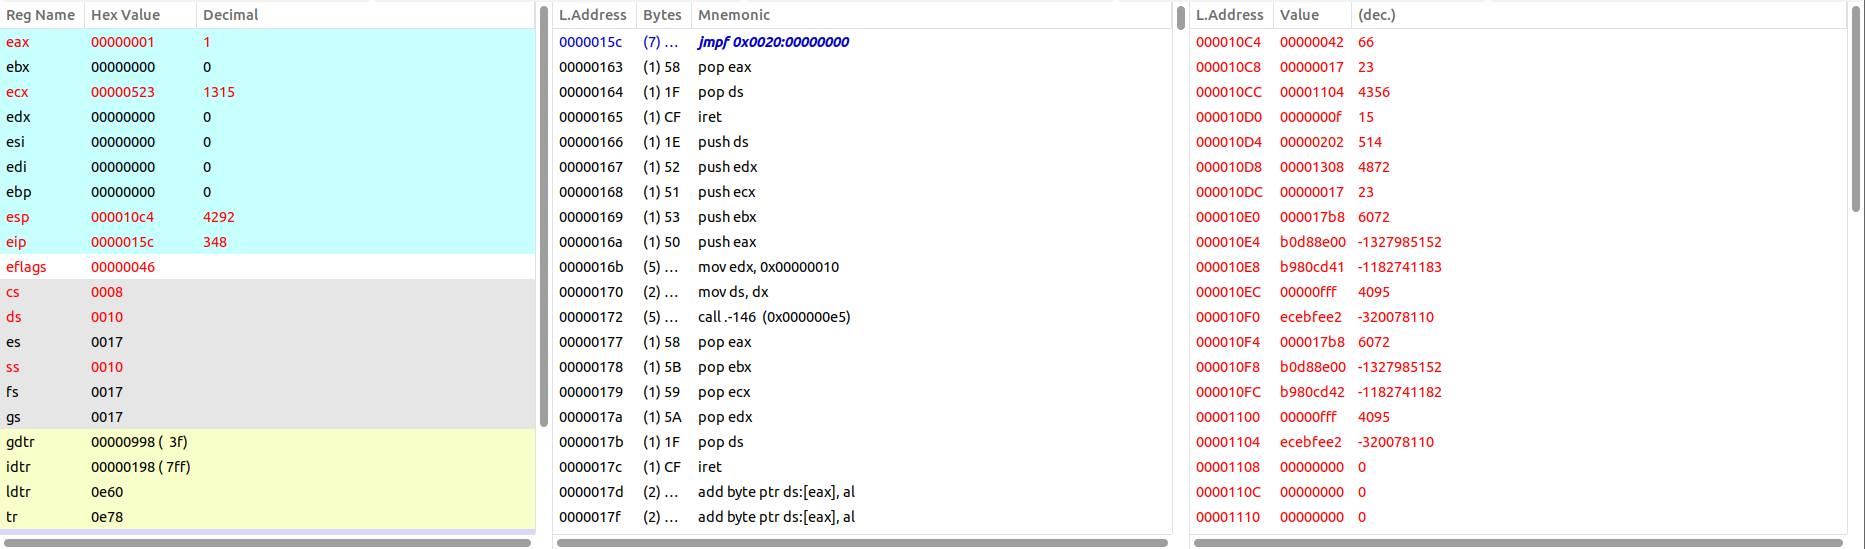 Reg Name Hex Value Decimal L.Address Bytes Mnemonic L.Address Value (dec.)
eax 00000001 1 0000015c (7) ... jmpf 0x0020:00000000 000010C4 00000042 66
ebx 00000000 0 00000163 (1) 58 pop eax 000010C8 00000017 23
ecx 00000523 1315 00000164 (1) 1F pop ds 000010CC 00001104 4356
edx 00000000 0 00000165 (1) CF iret 000010D0 0000000f 15
esi 00000000 0 00000166 (1) 1E push ds 000010D4 00000202 514
edi 00000000 0 00000167 (1) 52 push edx 000010D8 00001308 4872
ebp 00000000 0 00000168 (1) 51 push ecx 000010DC 00000017 23
esp 000010c4 4292 00000169 (1) 53 push ebx 000010E0 000017b8 6072
eip 0000015c 348 0000016a (1) 50 push eax 000010E4 b0d88e00 -1327985152
eflags 00000046 0000016b (5) ... mov edx, 0x00000010 000010E8 b980cd41 -1182741183
cs 0008 00000170 (2) ... mov ds, dx 000010EC 00000fff 4095
ds 0010 00000172 (5) ... call .-146 (0x000000e5) 000010F0 ecebfee2 -320078110
es 0017 00000177 (1) 58 pop eax 000010F4 000017b8 6072
ss 0010 00000178 (1) 5B pop ebx 000010F8 b0d88e00 -1327985152
fs 0017 00000179 (1) 59 pop ecx 000010FC b980cd42 -1182741182
gs 0017 0000017a (1) 5A pop edx 00001100 00000fff 4095
gdtr 00000998 ( 3f) 0000017b (1) 1F pop ds 00001104 ecebfee2 -320078110
idtr 00000198 ( 7ff) 0000017c (1) CF iret 00001108 00000000 0
ldtr 0e60 0000017d (2) ... add byte ptr ds:[eax], al 0000110C 00000000 0
tr 0e78 0000017f (2) ... add byte ptr ds:[eax], al 00001110 00000000 0